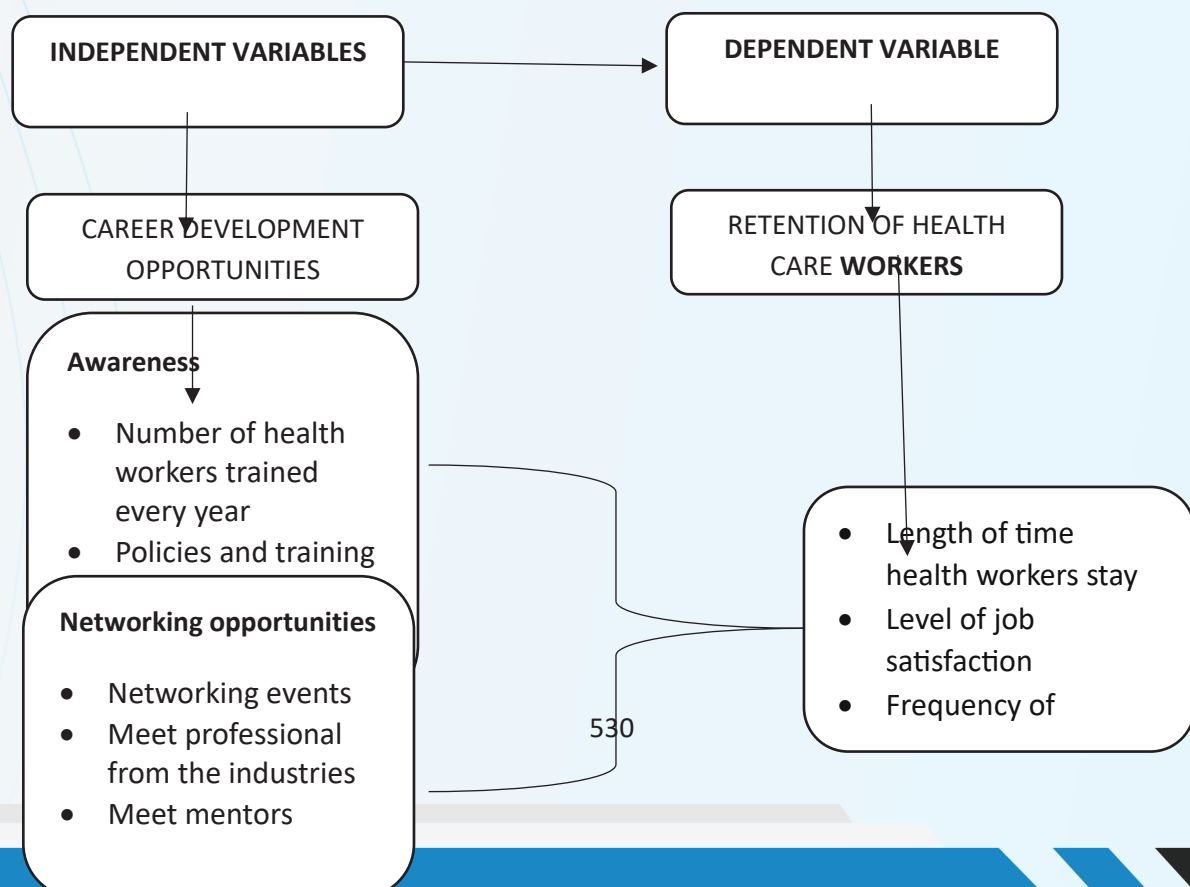 INDEPENDENT VARIABLES
DEPENDENT VARIABLE
CAREER DEVELOPMENT
OPPORTUNITIES
RETENTION OF HEALTH
CARE WORKERS
Awareness
• Number of health
workers trained
every year
• Policies and training
Networking opportunities
• Networking events
• Meet professional
from the industries
• Meet mentors
• Length of time
health workers stay
• Level of job
satisfaction
• Frequency of
530